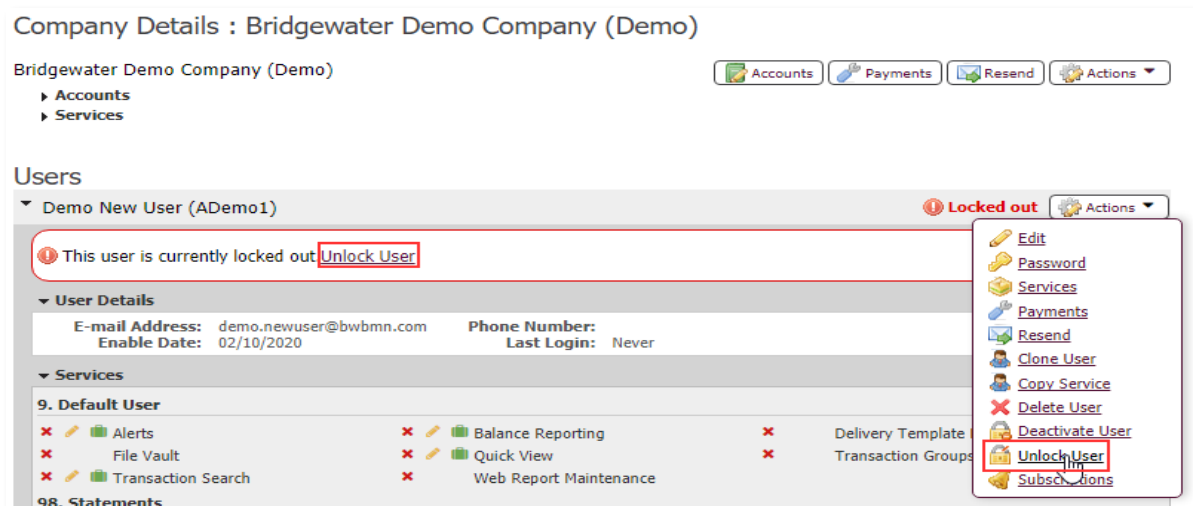 Company Details : Bridgewater Demo Company (Demo)
Bridgewater Demo Company (Demo)
Accounts Payments Resend Actions
Accounts
Services
Users
Demo New User (ADemo1)
Locked out Actions
This user is currently locked out Unlock User
User Details
E-mail Address: demo.newuser@bwbmn.com Phone Number:
Enable Date: 02/10/2020 Last Login: Never
Services
9. Default User
Alerts Balance Reporting Delivery Template
File Vault Quick View Transaction Groups
Transaction Search Web Report Maintenance
98. Statements
Edit
Password
Services
Payments
Resend
Clone User
Copy Service
Delete User
Deactivate User
Unlock User
Subscriptions